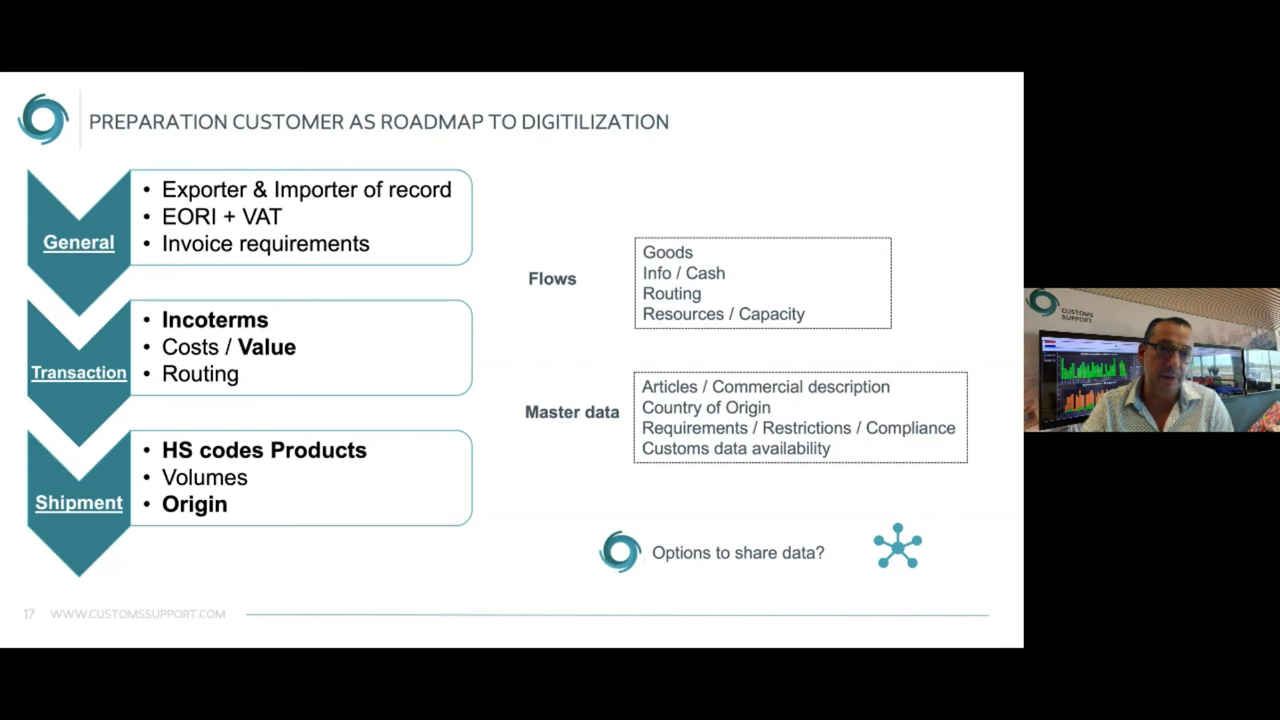 PREPARATION CUSTOMER AS ROADMAP TO DIGITILIZATION
General
• Exporter & Importer of record
• EORI + VAT
• Invoice requirements
Transaction
• Incoterms
• Costs / Value
• Routing
Shipment
• HS codes Products
• Volumes
• Origin
Flows
Goods
Info / Cash
Routing
Resources / Capacity
Master data
Articles / Commercial description
Country of Origin
Requirements / Restrictions / Compliance
Customs data availability
Options to share data?
17 WWW.CUSTOMSSUPPORT.COM
CUSTOMS
SUPPORT